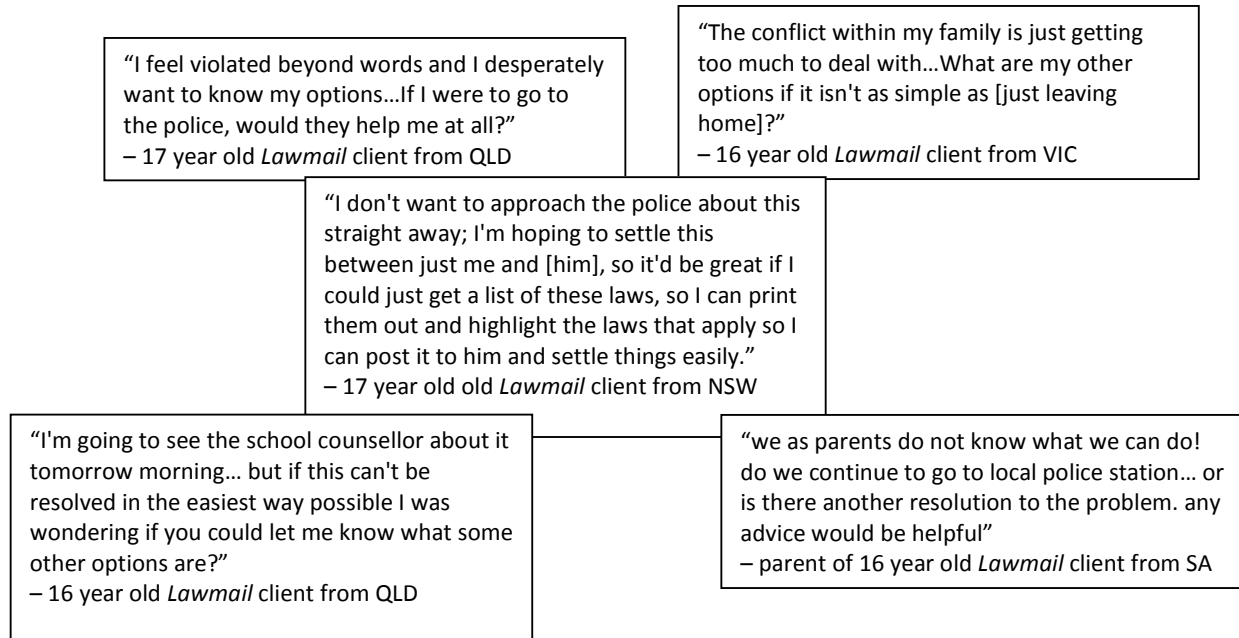 “I feel violated beyond words and I desperately
want to know my options…If I were to go to
the police, would they help me at all?”
– 17 year old Lawmail client from QLD
“The conflict within my family is just getting
too much to deal with…What are my other
options if it isn't as simple as [just leaving
home]?”
– 16 year old Lawmail client from VIC
“I don't want to approach the police about this
straight away; I'm hoping to settle this
between just me and [him], so it'd be great if I
could just get a list of these laws, so I can print
them out and highlight the laws that apply so I
can post it to him and settle things easily.”
– 17 year old old Lawmail client from NSW
“I'm going to see the school counsellor about it
tomorrow morning… but if this can't be
resolved in the easiest way possible I was
wondering if you could let me know what some
other options are?”
– 16 year old Lawmail client from QLD
“we as parents do not know what we can do!
do we continue to go to local police station… or
is there another resolution to the problem. any
advice would be helpful”
– parent of 16 year old Lawmail client from SA